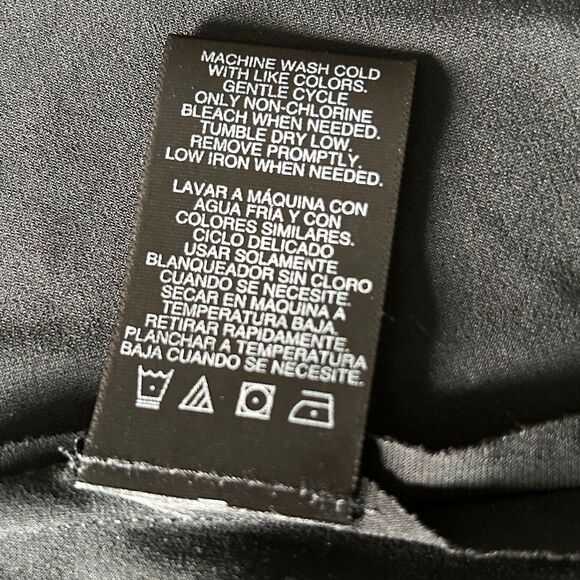 MACHINE WASH COLD
WITH LIKE COLORS.
GENTLE CYCLE
ONLY NON-CHLORINE
BLEACH WHEN NEEDED.
TUMBLE DRY LOW.
REMOVE PROMPTLY.
LOW IRON WHEN NEEDED.
LAVAR A MÁQUINA CON
AGUA FRÍA Y CON
COLORES SIMILARES.
CICLO DELICADO
USAR SOLAMENTE
BLANQUEADOR SIN CLORO
CUANDO SE NECESITE.
SECAR EN MÁQUINA A
TEMPERATURA BAJA.
RETIRAR RAPIDAMENTE.
PLANCHAR A TEMPERATURA
BAJA CUANDO SE NECESITE.